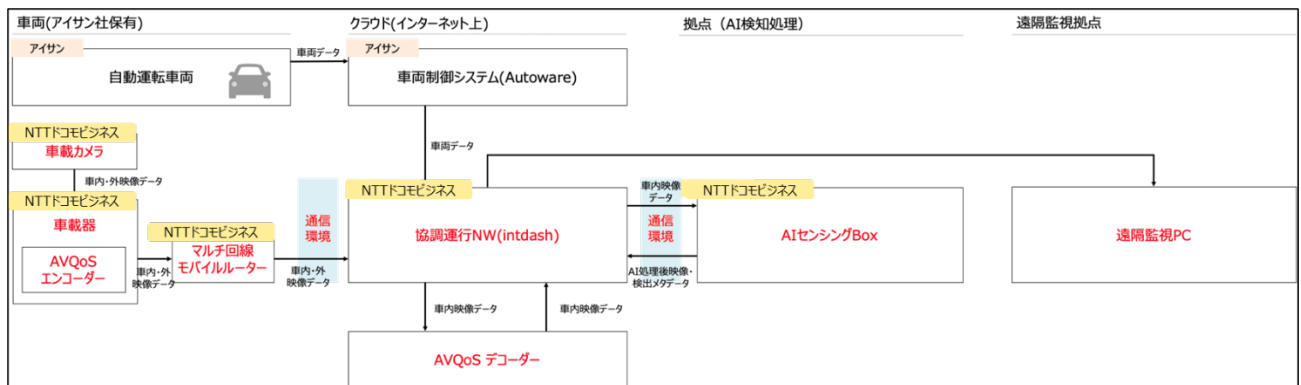 車両(アイサン社保有)
クラウド(インターネット上)
拠点（AI検知処理）
遠隔監視拠点
アイサン
自動運転車両
車両データ
アイサン
車両制御システム(Autoware)
車両データ
NTTドコモビジネス
車載カメラ
車内・外映像データ
NTTドコモビジネス
車載器
AVQoS
エンコーダー
車内・外
映像データ
NTTドコモビジネス
マルチ回線
モバイルルーター
通信
環境
車内・外
映像データ
NTTドコモビジネス
協調運行NW(intdash)
車内映像
データ
通信
環境
AI処理後映像・
検出メタデータ
NTTドコモビジネス
AIセンシングBox
遠隔監視PC
車内映像データ
車内映像データ
AVQoS デコーダー